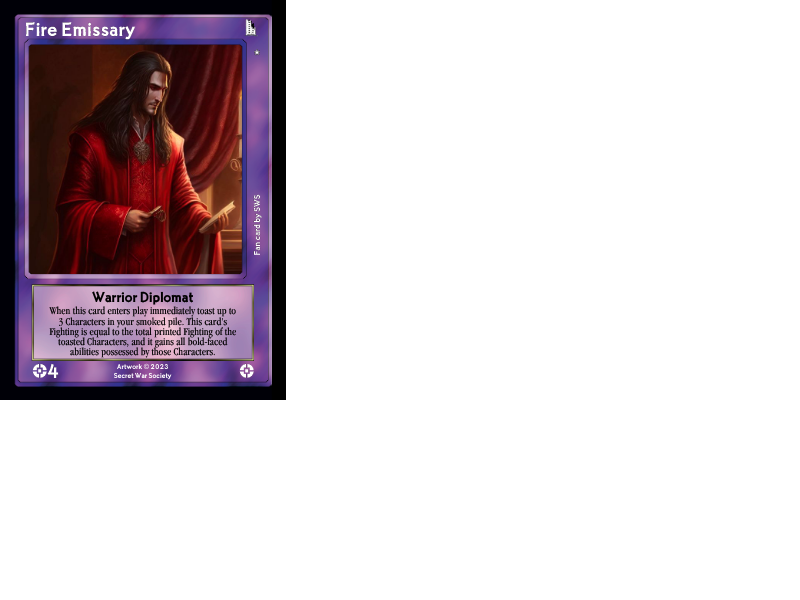 Fire Emissary
Fan card by SWS
Warrior Diplomat
When this card enters play immediately toast up to
3 Characters in your smoked pile. This card's
Fighting is equal to the total printed Fighting of the
toasted Characters, and it gains all bold-faced
abilities possessed by those Characters.
4
Artwork © 2023
Secret War Society